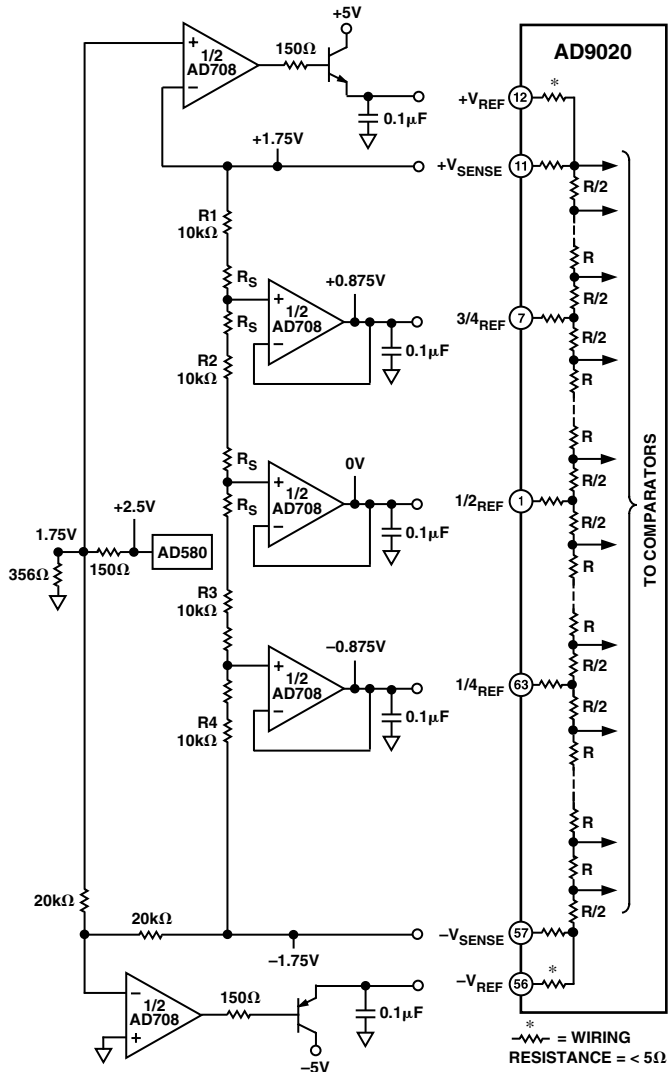 +5V
1/2
AD708
+
–
150Ω
0.1µF
+1.75V
R1
10kΩ
RS
RS
+0.875V
+
1/2
AD708
–
0.1µF
R2
10kΩ
RS
RS
0V
+
1/2
AD708
–
0.1µF
+2.5V
1.75V
AD580
356Ω
150Ω
R3
10kΩ
–0.875V
+
1/2
AD708
–
0.1µF
R4
10kΩ
20kΩ
20kΩ
–1.75V
–
1/2
AD708
+
150Ω
0.1µF
–5V
AD9020
+VREF
12
*
+VSENSE
11
R/2
R
R/2
3/4REF
7
R/2
R
R
R/2
1/2REF
1
R/2
R
R
R/2
1/4REF
63
R/2
R
R
R
R/2
–VSENSE
57
–VREF
56
*
TO COMPARATORS
*
= WIRING
RESISTANCE = < 5Ω